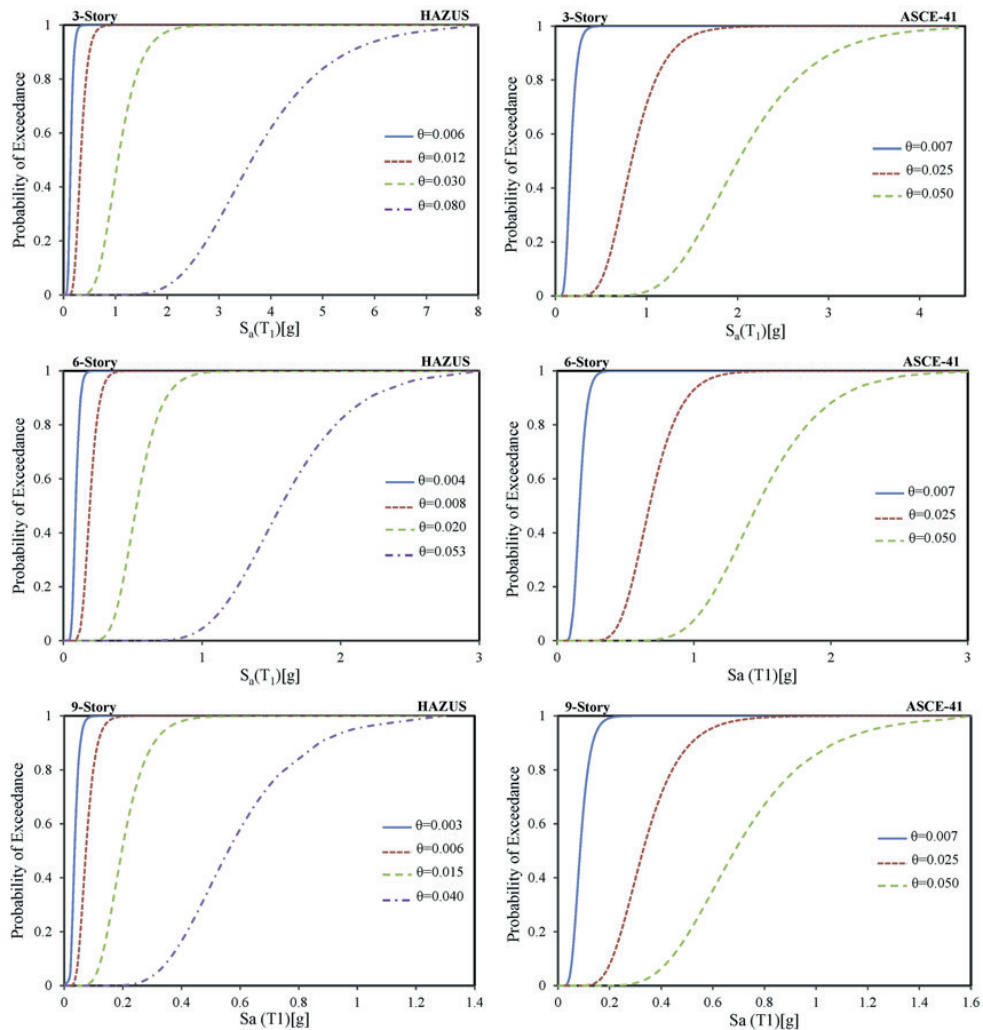 3-Story HAZUS
1
0.8
0.6
0.4
0.2
0
Probability of Exceedance
θ=0.006
θ=0.012
θ=0.030
θ=0.080
0 1 2 3 4 5 6 7 8
Sa(T1)[g]
3-Story ASCE-41
1
0.8
0.6
0.4
0.2
0
Probability of Exceedance
θ=0.007
θ=0.025
θ=0.050
0 1 2 3 4
Sa(T1)[g]
6-Story HAZUS
1
0.8
0.6
0.4
0.2
0
Probability of Exceedance
θ=0.004
θ=0.008
θ=0.020
θ=0.053
0 1 2 3
Sa(T1)[g]
6-Story ASCE-41
1
0.8
0.6
0.4
0.2
0
Probability of Exceedance
θ=0.007
θ=0.025
θ=0.050
0 1 2 3
Sa (T1)[g]
9-Story HAZUS
1
0.8
0.6
0.4
0.2
0
Probability of Exceedance
θ=0.003
θ=0.006
θ=0.015
θ=0.040
0 0.2 0.4 0.6 0.8 1 1.2 1.4
Sa (T1)[g]
9-Story ASCE-41
1
0.8
0.6
0.4
0.2
0
Probability of Exceedance
θ=0.007
θ=0.025
θ=0.050
0 0.2 0.4 0.6 0.8 1 1.2 1.4 1.6
Sa (T1)[g]